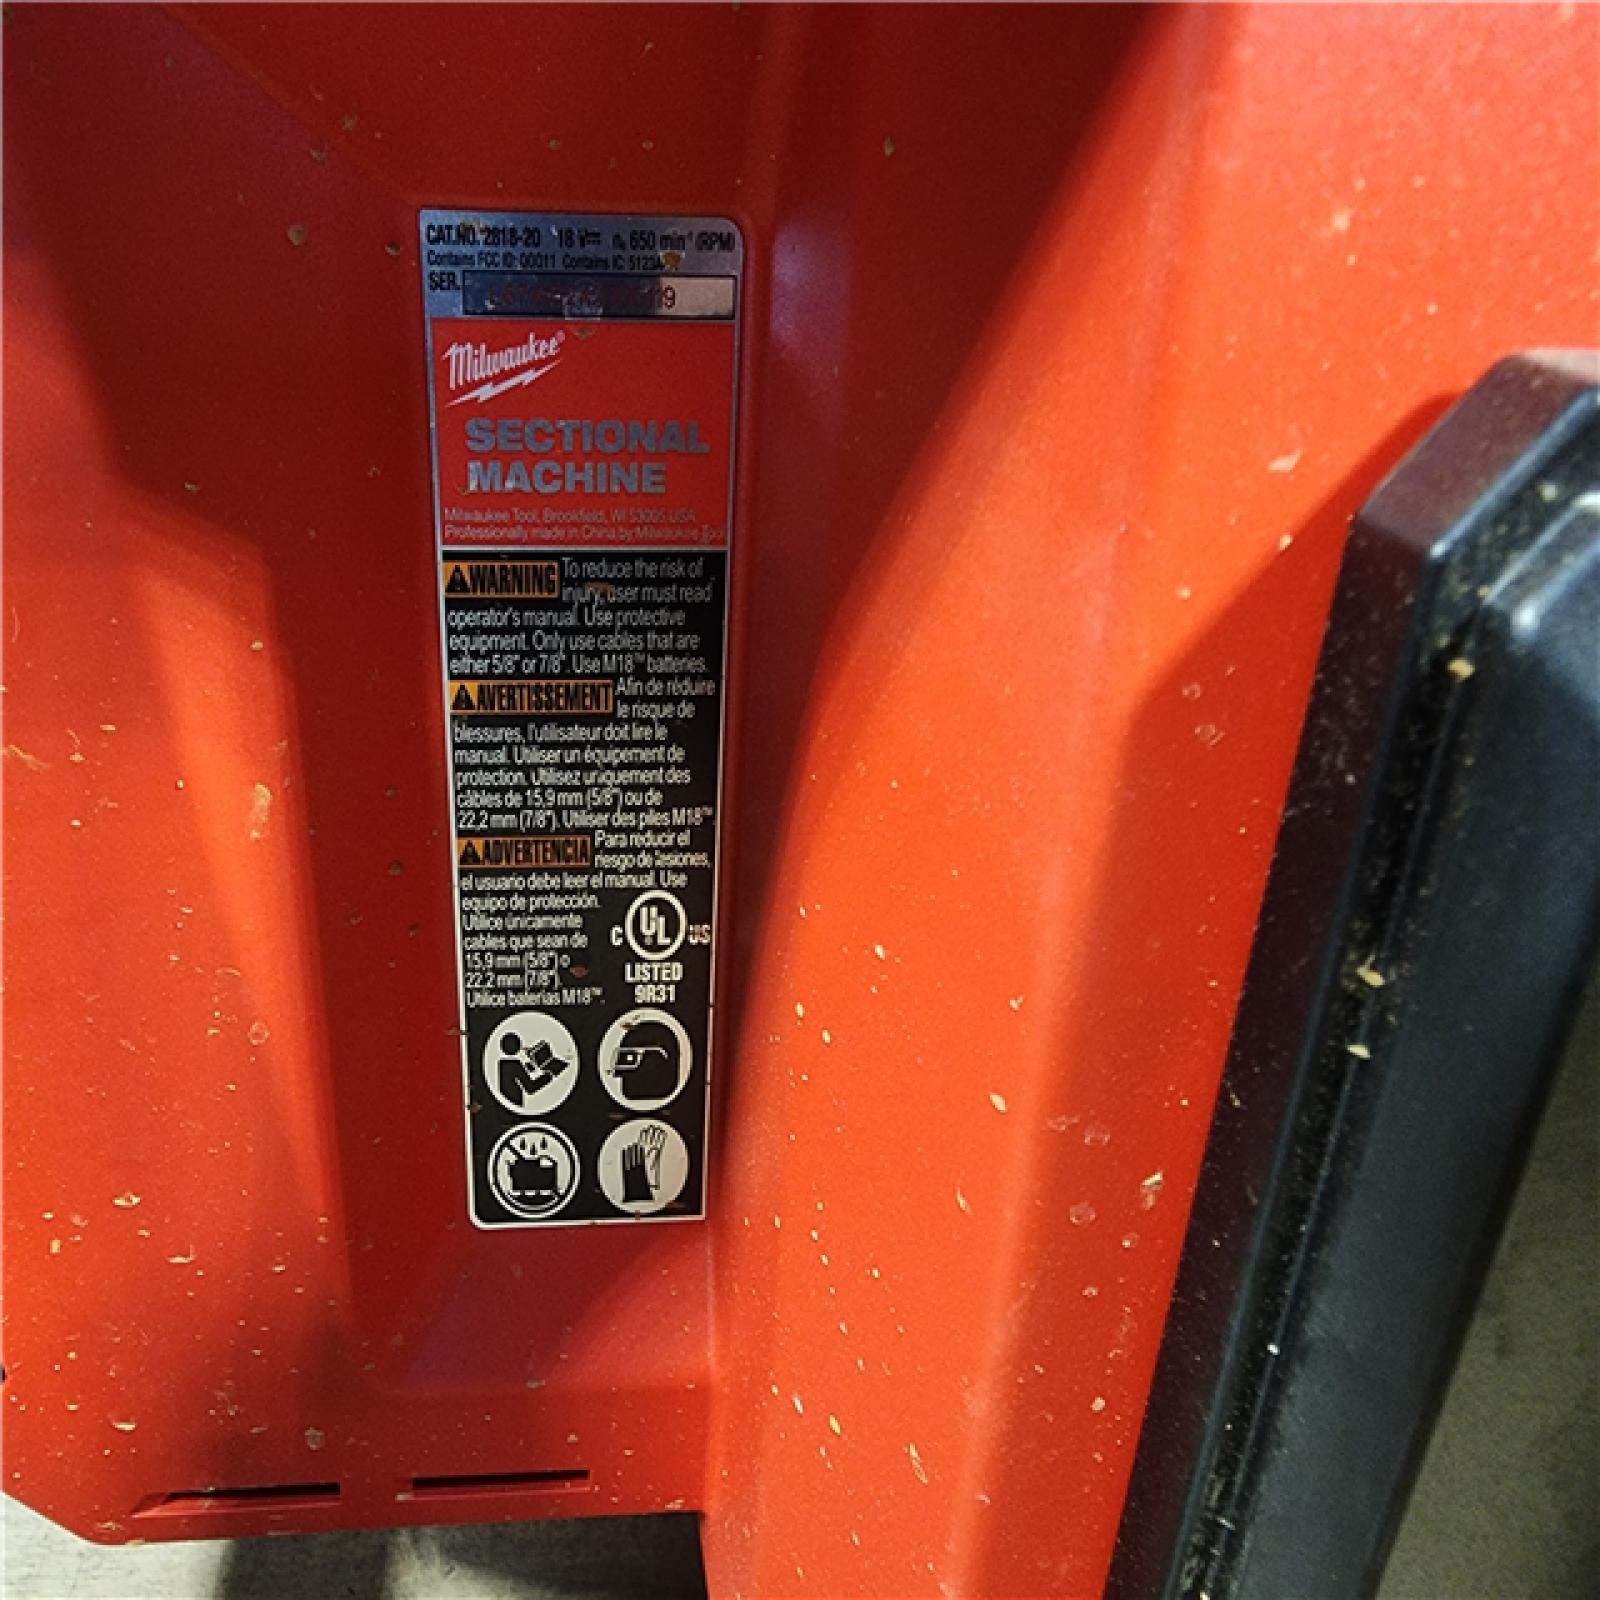 CAT.NO. 2818-20 18 V⎓ n₀ 650 min⁻¹ (RPM)
Contains FCC ID: 00011 Contains IC:
SER.
Milwaukee®
SECTIONAL
MACHINE
Milwaukee Tool, Brookfield, WI 53005 USA
Professionally made in China by Milwaukee Tool
WARNING To reduce the risk of
injury, user must read
operator's manual. Use protective
equipment. Only use cables that are
either 5/8" or 7/8". Use M18™ batteries.
AVERTISSEMENT Afin de réduire
le risque de
blessures, l'utilisateur doit lire le
manual. Utiliser un équipement de
protection. Utilisez uniquement des
câbles de 15,9 mm (5/8") ou de
22,2 mm (7/8"). Utiliser des piles M18™
ADVERTENCIA Para reducir el
riesgo de lesiones,
el usuario debe leer el manual. Use
equipo de protección.
Utilice únicamente
cables que sean de
15,9 mm (5/8") o
22,2 mm (7/8").
Utilice baterías M18™.
C UL US
LISTED
9R31